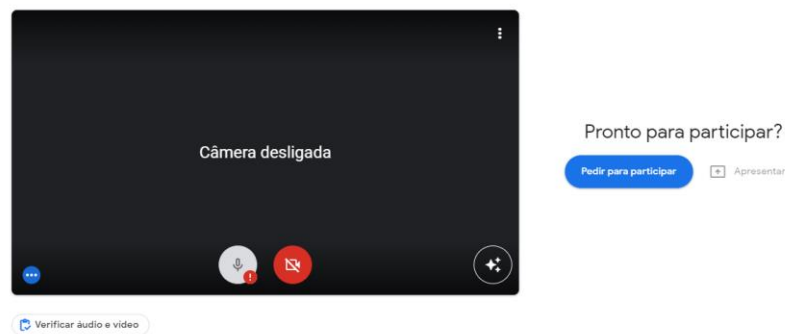 Câmera desligada
Pronto para participar?
Pedir para participar
Apresentar
Verificar áudio e vídeo